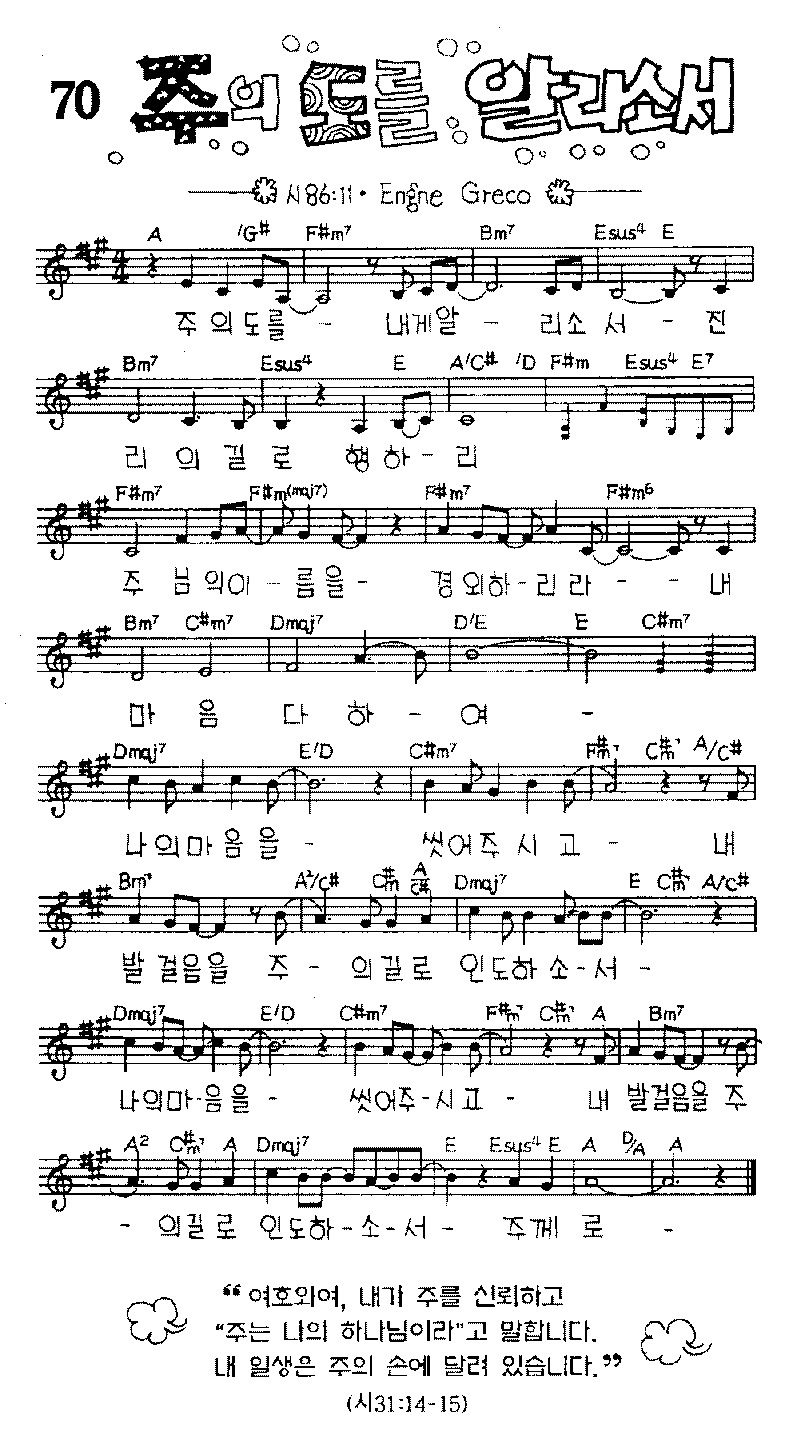 70 주의 도를 알리소서
시86:11 · Engne Greco
A /G# F#m7 Bm7 Esus4 E
주 의 도 를 - 내게알 - 리소 서 - 진
Bm7 Esus4 E A/C# /D F#m Esus4 E7
리 의 길 로 행하 - 리
F#m7 F#m(maj7) F#m7 F#m6
주 님 의이 - 름을 - 경 외하 - 리 라 - - 내
Bm7 C#m7 Dmaj7 D/E E C#m7
마 음 다 하 - 여 -
Dmaj7 E/D C#m7 F#m7 C#m7 A/C#
나의마 음 을 - 씻어주 시 고 - 내
Bm7 A2/C# C#m A/C# Dmaj7 E C#m7 A/C#
발 걸음을 주 - 의길 로 인도하 소 - 서 -
Dmaj7 E/D C#m7 F#m7 C#m7 A Bm7
나의마 - 음 을 - 씻어주 - 시 고 - 내 발걸음을 주
A2 C#m7 A Dmaj7 E Esus4 E A D/A A
- 의길 로 인도하 - 소 - 서 - 주께 로 -
“ 여호와여, 내가 주를 신뢰하고
“주는 나의 하나님이라”고 말합니다.
내 일생은 주의 손에 달려 있습니다.”
(시31:14-15)